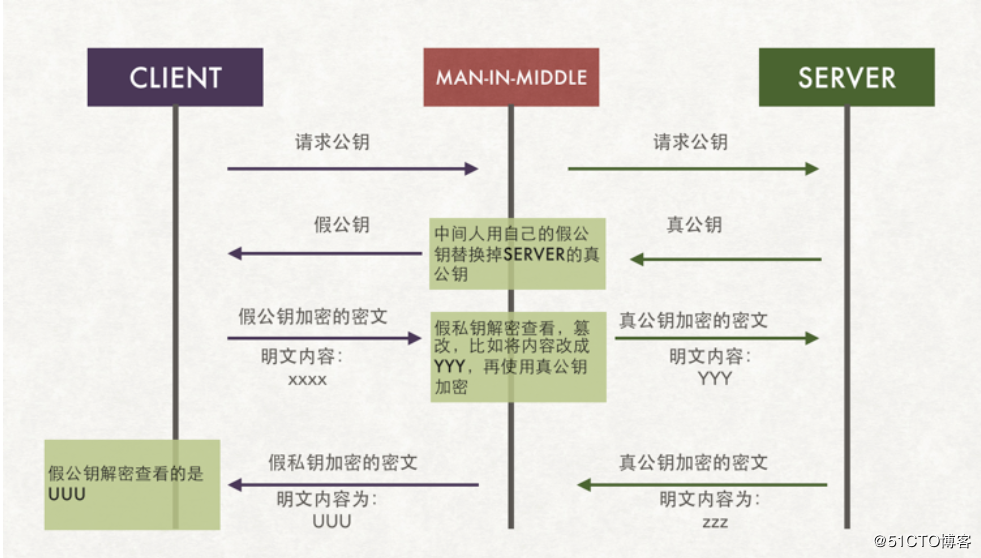 CLIENT
MAN-IN-MIDDLE
SERVER
请求公钥
请求公钥
假公钥
中间人用自己的假公
钥替换掉SERVER的真
公钥
真公钥
假公钥加密的密文
明文内容：
xxxx
假私钥解密查看，篡
改，比如将内容改成
YYY，再使用真公钥
加密
真公钥加密的密文
明文内容：
YYY
假公钥解密查看的是
UUU
假私钥加密的密文
明文内容为：
UUU
真公钥加密的密文
明文内容为：
zzz
@51CTO博客